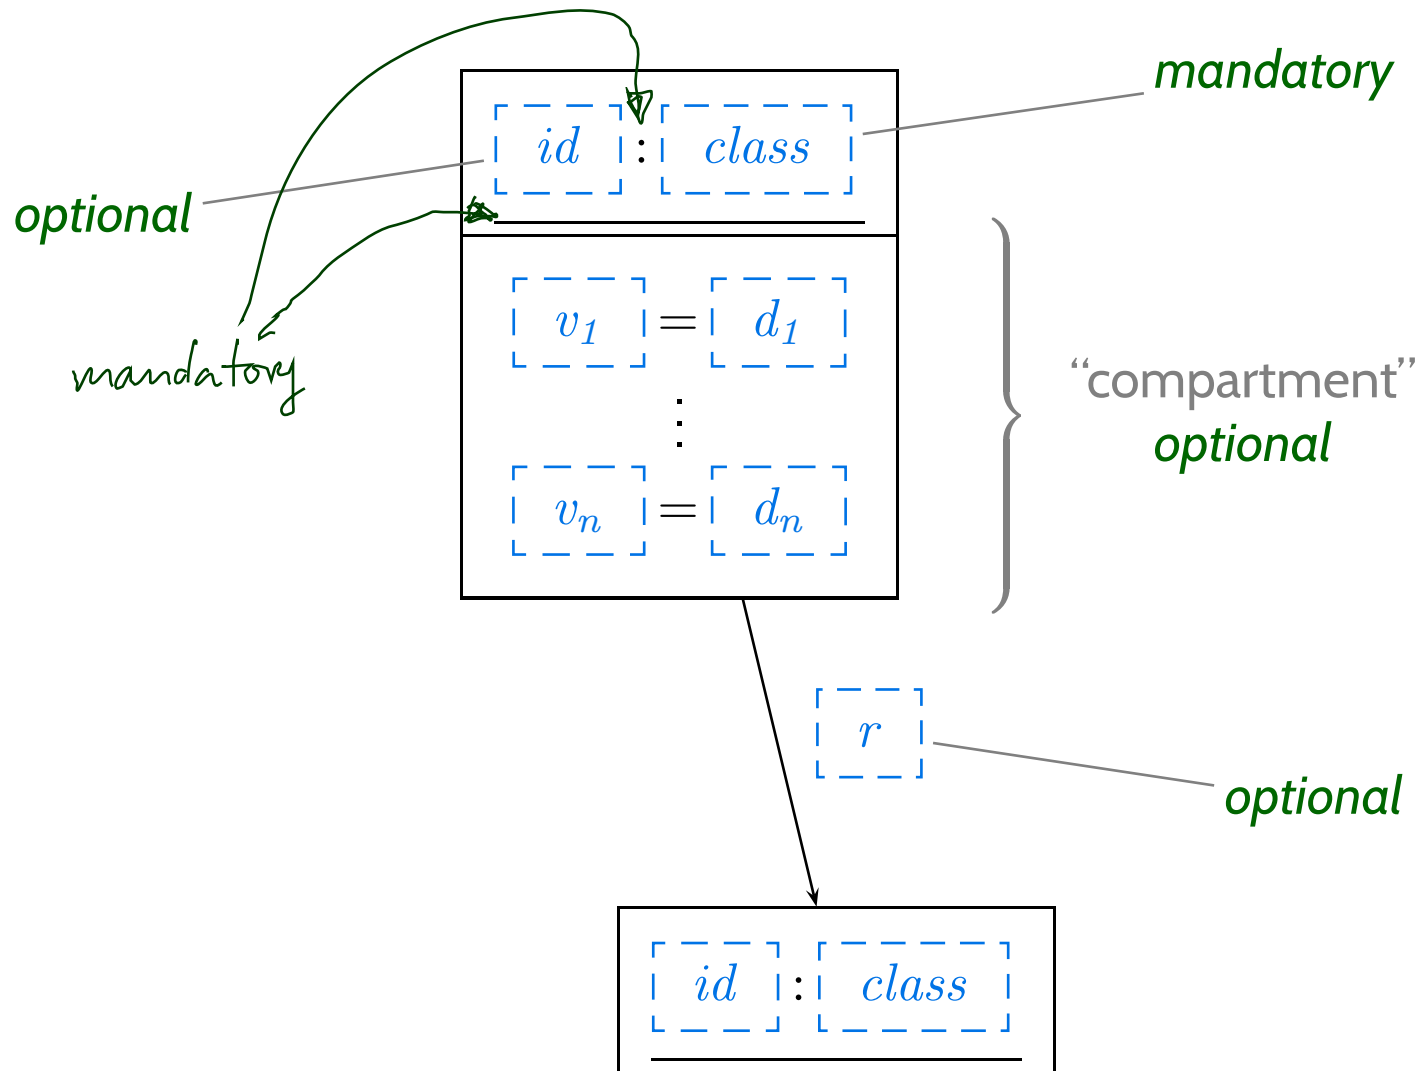 mandatory
id : class
optional
v₁ = d₁
mandatory
⋮
“compartment”
optional
vₙ = dₙ
r
optional
id : class